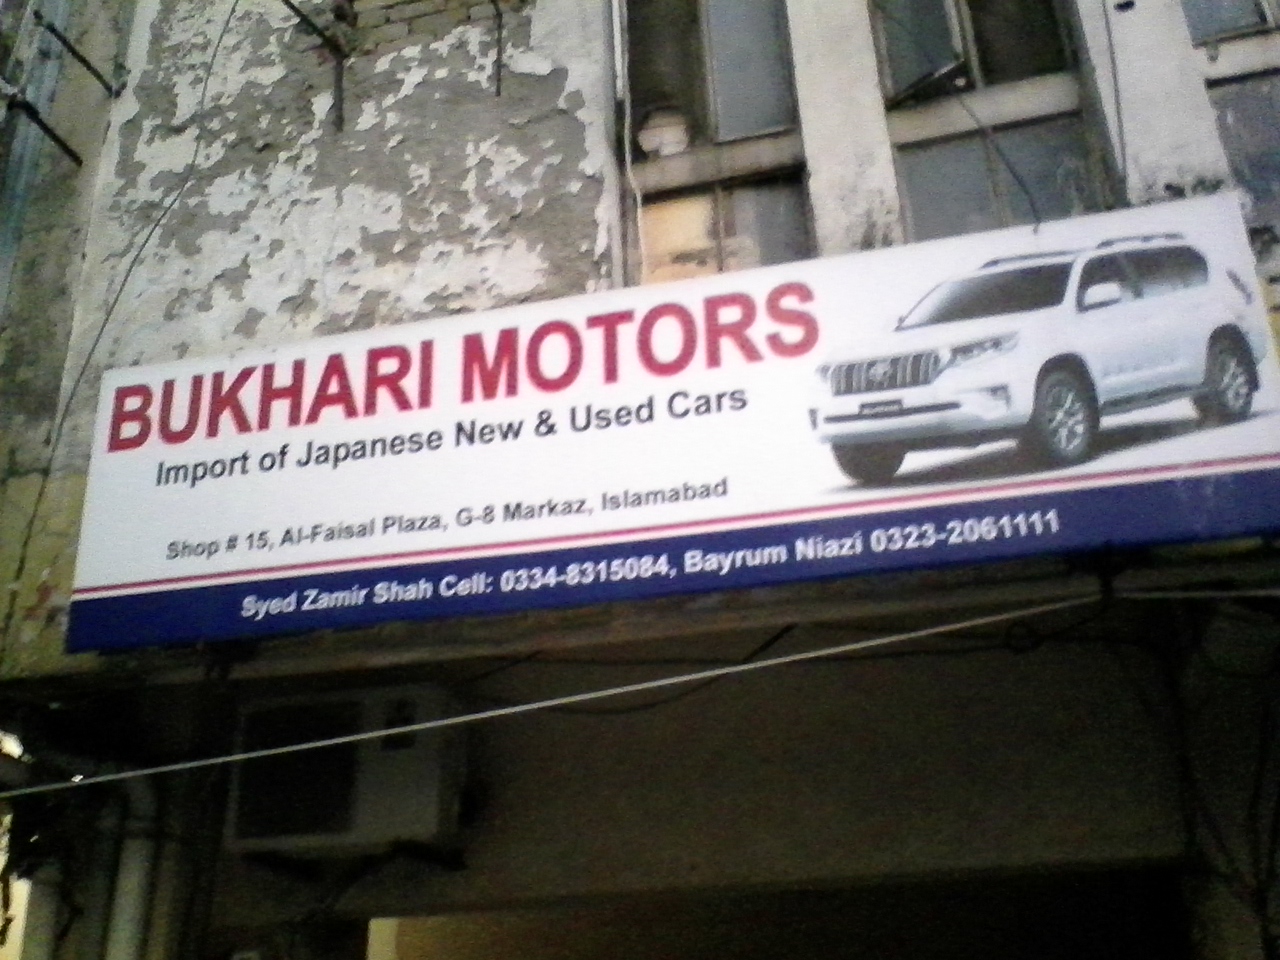 BUKHARI MOTORS
Import of Japanese New & Used Cars
Shop # 15, Al-Faisal Plaza, G-8 Markaz, Islamabad
Syed Zamir Shah Cell: 0334-8315084, Bayrum Niazi 0323-2061111